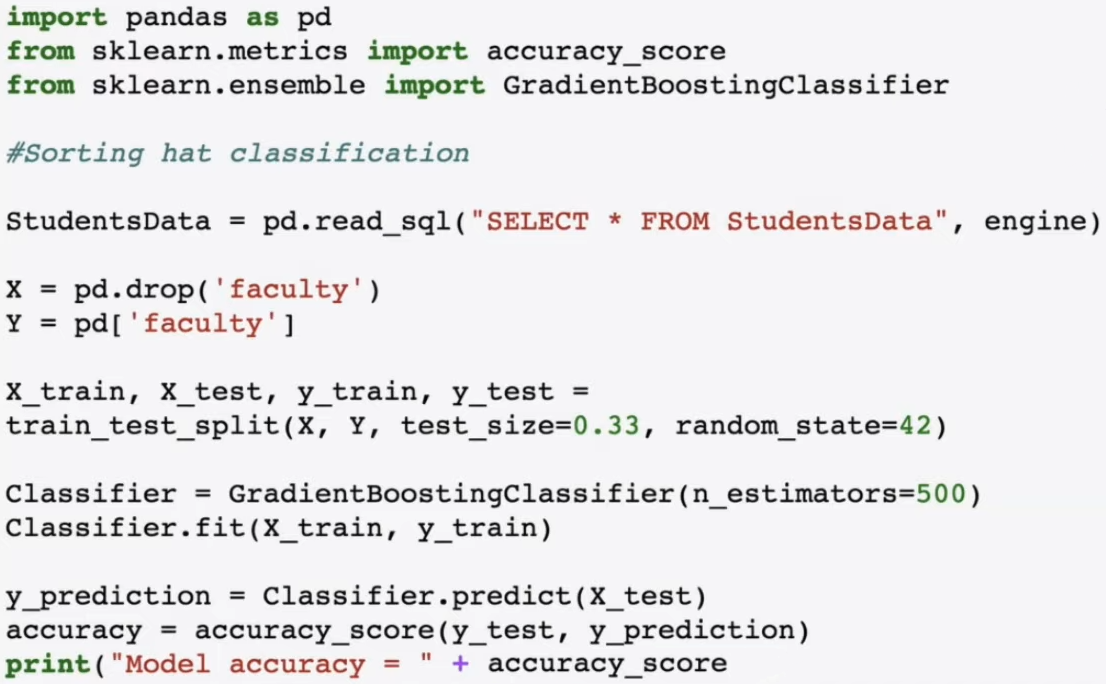 import pandas as pd
from sklearn.metrics import accuracy_score
from sklearn.ensemble import GradientBoostingClassifier
#Sorting hat classification
StudentsData = pd.read_sql("SELECT * FROM StudentsData", engine)
X = pd.drop('faculty')
Y = pd['faculty']
X_train, X_test, y_train, y_test =
train_test_split(X, Y, test_size=0.33, random_state=42)
Classifier = GradientBoostingClassifier(n_estimators=500)
Classifier.fit(X_train, y_train)
y_prediction = Classifier.predict(X_test)
accuracy = accuracy_score(y_test, y_prediction)
print("Model accuracy = " + accuracy_score